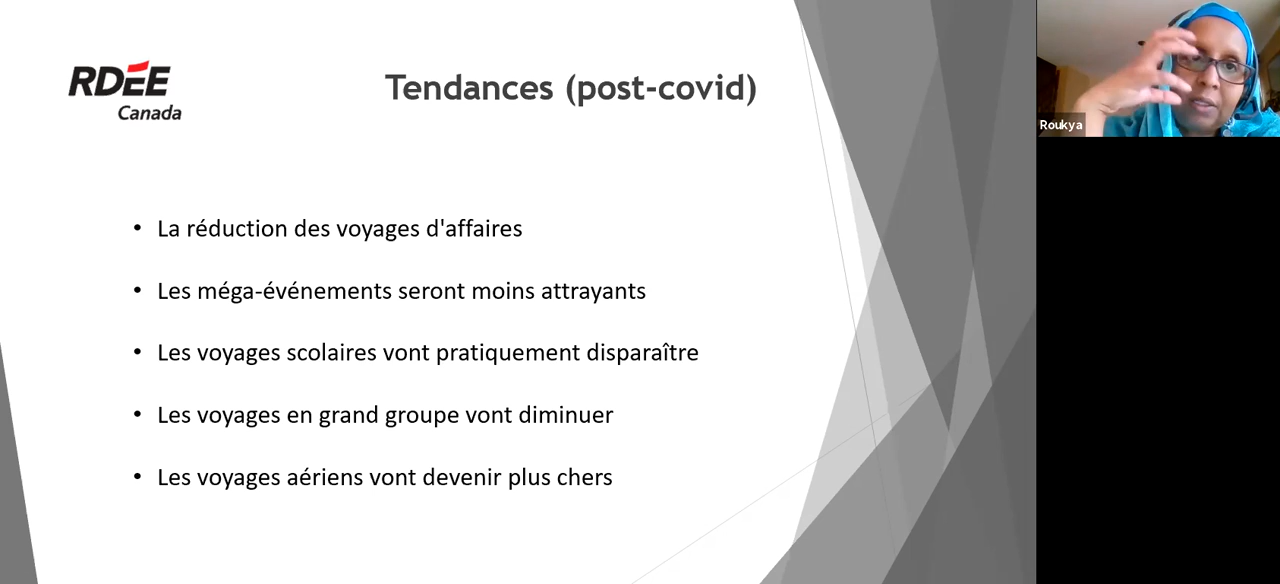 RDÉE
Canada
Tendances (post-covid)
• La réduction des voyages d'affaires
• Les méga-événements seront moins attrayants
• Les voyages scolaires vont pratiquement disparaître
• Les voyages en grand groupe vont diminuer
• Les voyages aériens vont devenir plus chers
Roukya